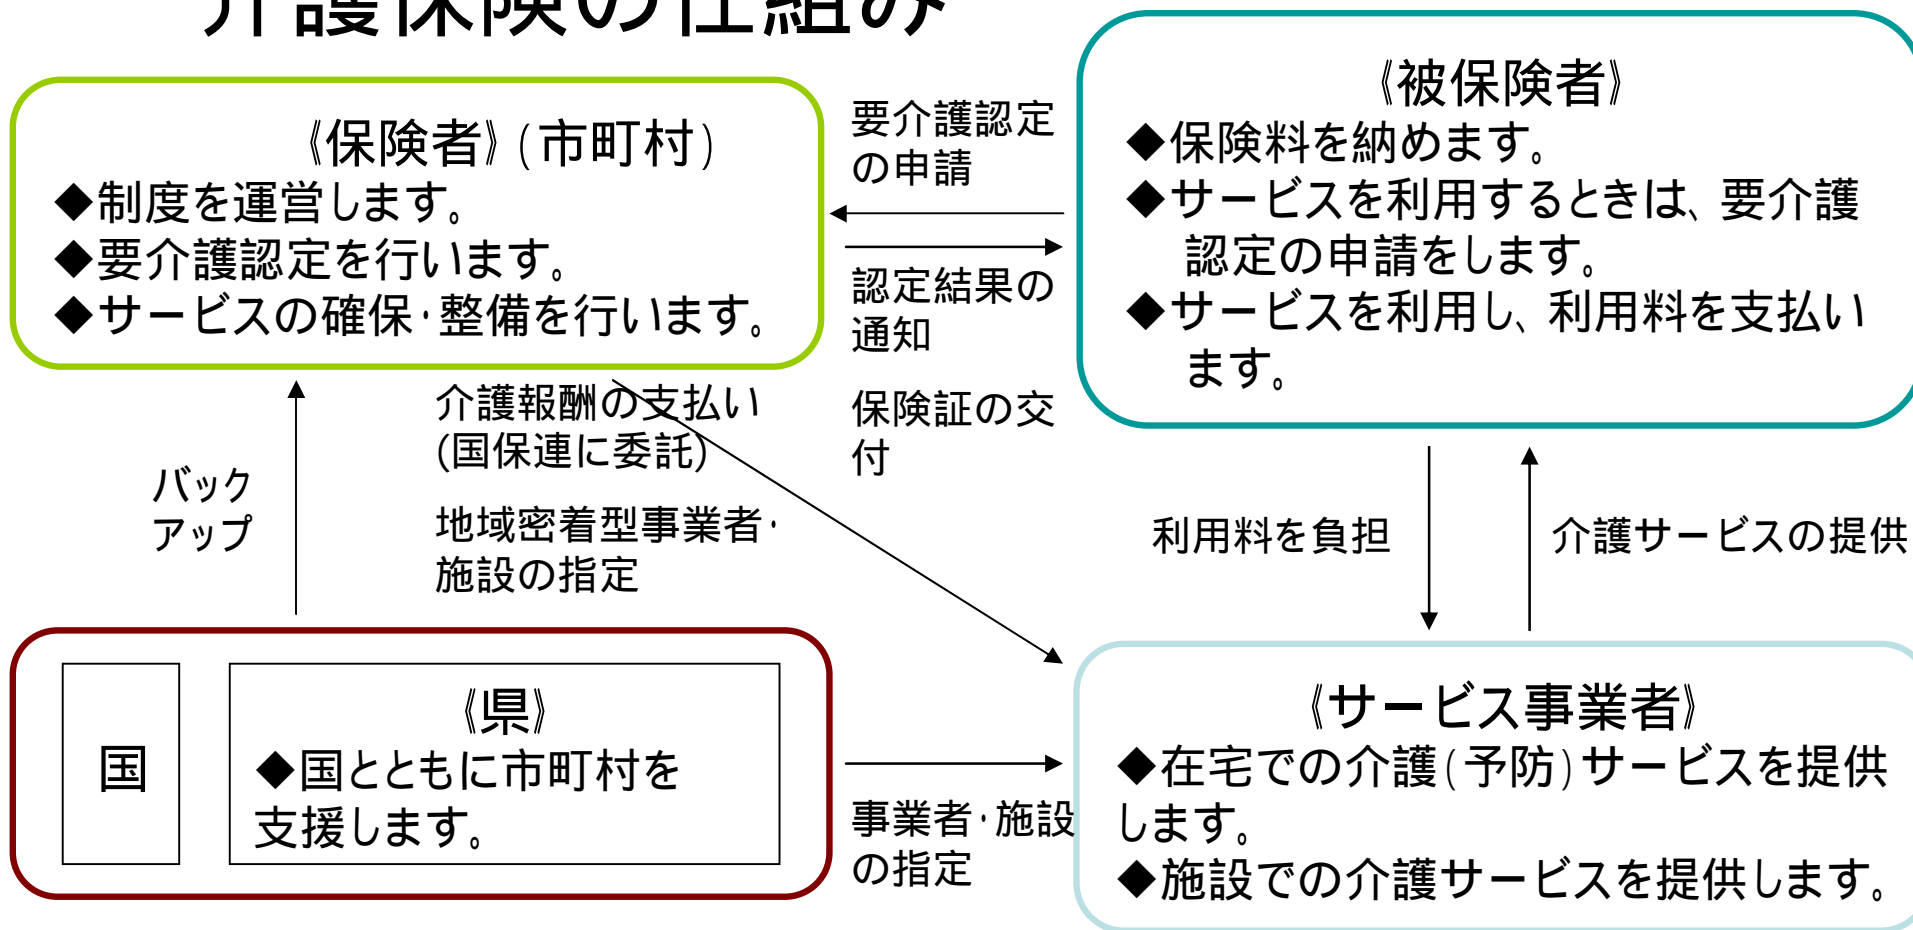 介護保険の仕組み
《保険者》(市町村)
◆制度を運営します。
◆要介護認定を行います。
◆サービスの確保・整備を行います。
要介護認定
の申請
認定結果の
通知
保険証の交
付
《被保険者》
◆保険料を納めます。
◆サービスを利用するときは、要介護
認定の申請をします。
◆サービスを利用し、利用料を支払い
ます。
バック
アップ
介護報酬の支払い
(国保連に委託)
地域密着型事業者・
施設の指定
利用料を負担
介護サービスの提供
国
《県》
◆国とともに市町村を
支援します。
事業者・施設
の指定
《サービス事業者》
◆在宅での介護(予防)サービスを提供
します。
◆施設での介護サービスを提供します。